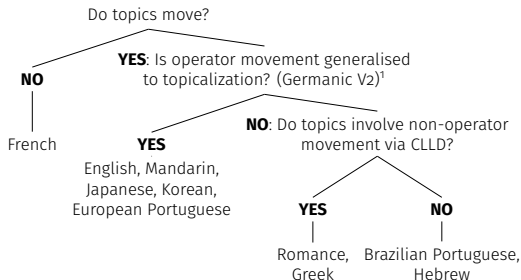 Do topics move?
NO
YES: Is operator movement generalised
to topicalization? (Germanic V2)¹
French
YES
English, Mandarin,
Japanese, Korean,
European Portuguese
NO: Do topics involve non-operator
movement via CLLD?
YES
Romance,
Greek
NO
Brazilian Portuguese,
Hebrew